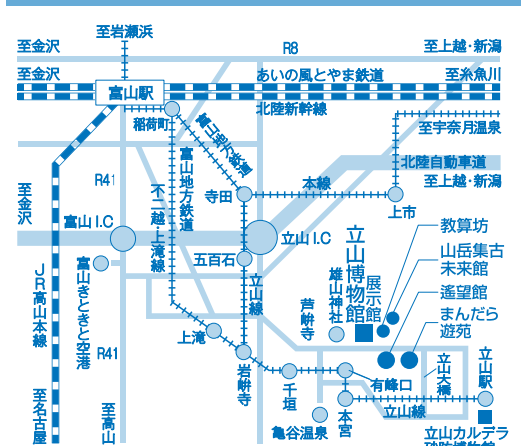 至岩瀬浜
至金沢
R8
至上越・新潟
至金沢
あいの風とやま鉄道
至糸魚川
富山駅
北陸新幹線
稲荷町
富山地方鉄道
至宇奈月温泉
北陸自動車道
至上越・新潟
R41
富山地方鉄道
不二越・上滝線
寺田
本線
上市
至金沢
富山I.C
立山I.C
教算坊
山岳集古
未来館
遙望館
まんだら
遊苑
立山博物館
展示館
雄山神社
芦峅寺
五百石
立山線
富山きときと空港
JR高山本線
R41
上滝
岩峅寺
千垣
有峰口
立山大橋
立山駅
本宮
立山線
亀谷温泉
至名古屋
至高山
立山カルデラ
砂防博物館